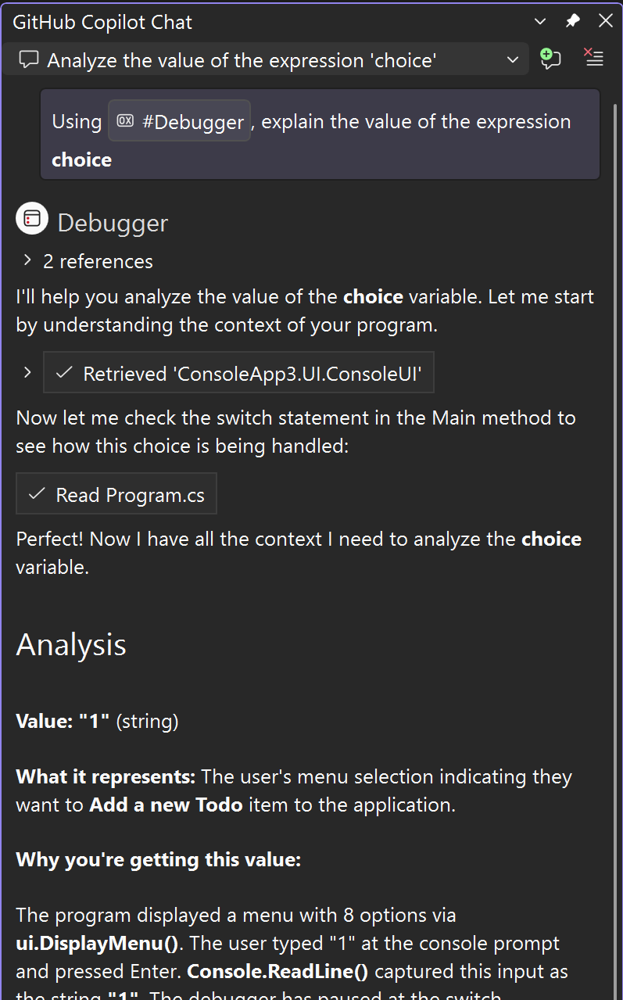 GitHub Copilot Chat
Analyze the value of the expression 'choice'
Using #Debugger, explain the value of the expression
choice
Debugger
2 references
I'll help you analyze the value of the choice variable. Let me start
by understanding the context of your program.
Retrieved 'ConsoleApp3.UI.ConsoleUI'
Now let me check the switch statement in the Main method to
see how this choice is being handled:
Read Program.cs
Perfect! Now I have all the context I need to analyze the choice
variable.
Analysis
Value: "1" (string)
What it represents: The user's menu selection indicating they
want to Add a new Todo item to the application.
Why you're getting this value:
The program displayed a menu with 8 options via
ui.DisplayMenu(). The user typed "1" at the console prompt
and pressed Enter. Console.ReadLine() captured this input as
the string "1". The debugger has paused at the switch